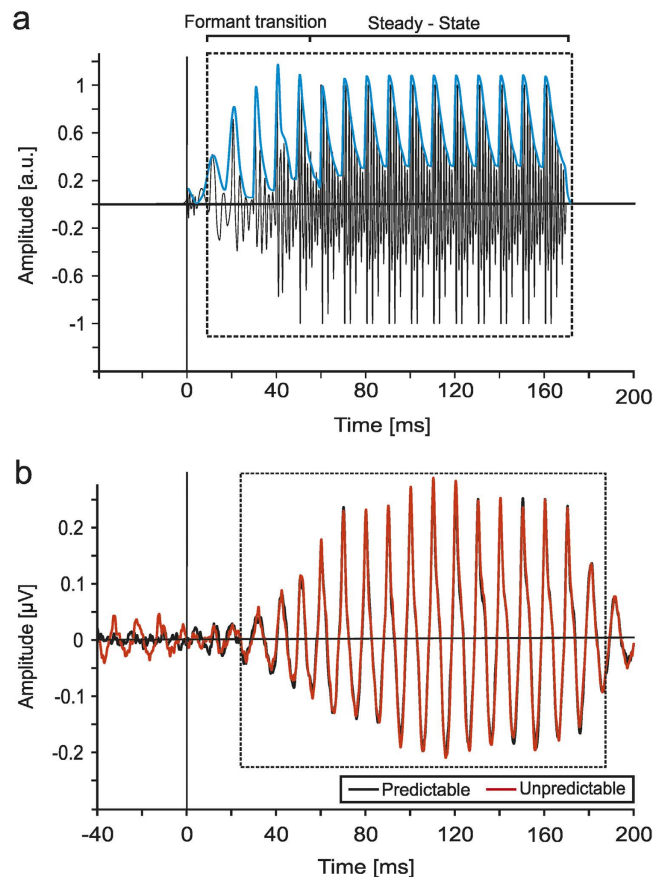 a
Formant transition Steady - State
Amplitude [a.u.]
1
0.6
0.2
-0.2
-0.6
-1
0 40 80 120 160 200
Time [ms]
b
Amplitude [µV]
0.2
0.1
0
-0.1
-0.2
Predictable Unpredictable
-40 0 40 80 120 160 200
Time [ms]